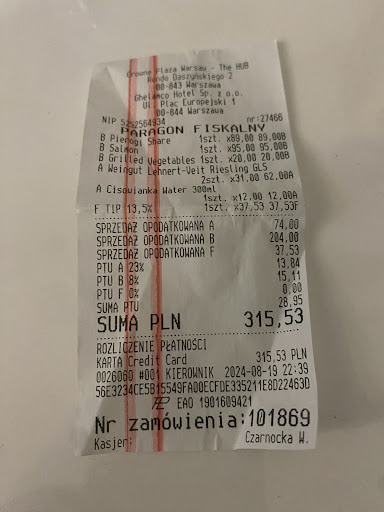 Crowne Plaza Warsaw - The HUB
Rondo Daszyńskiego 2
00-843 Warszawa
Ghelamco Hotel Sp. z o.o.
Ul. Plac Europejski 1
00-844 Warszawa
NIP 5252564934 nr:27466
PARAGON FISKALNY
B Pierogi Share 1szt. x89,00 89,00B
B Salmon 1szt. x95,00 95,00B
B Grilled Vegetables 1szt. x20,00 20,00B
A Weingut Lehnert-Veit Riesling GLS
2szt. x31,00 62,00A
A Cisowianka Water 300ml
1szt. x12,00 12,00A
F TIP 13,5% 1szt. x37,53 37,53F
SPRZEDAŻ OPODATKOWANA A 74,00
SPRZEDAŻ OPODATKOWANA B 204,00
SPRZEDAŻ OPODATKOWANA F 37,53
PTU A 23% 13,84
PTU B 8% 15,11
PTU F 0% 0,00
SUMA PTU 28,95
SUMA PLN 315,53
ROZLICZENIE PŁATNOŚCI
KARTA Credit Card 315,53 PLN
0026060 #001 KIEROWNIK 2024-08-19 22:39
56E3234CE5B15549FA00ECFDE335211E8D22463D
EAO 1901609421
Nr zamówienia:101869
Kasjer: Czarnocka W.